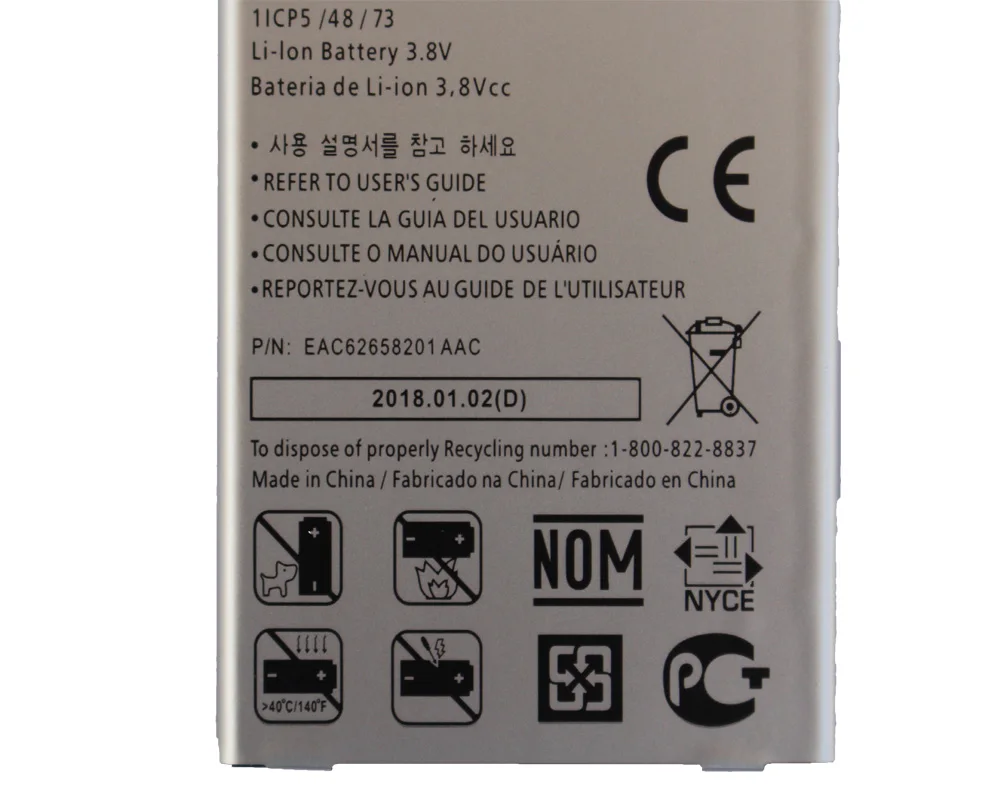 1ICP5 /48 / 73
Li-Ion Battery 3.8V
Bateria de Li-ion 3,8Vcc
• 사용 설명서를 참고 하세요
• REFER TO USER'S GUIDE
• CONSULTE LA GUIA DEL USUARIO
• CONSULTE O MANUAL DO USUÁRIO
• REPORTEZ-VOUS AU GUIDE DE L'UTILISATEUR
CE
P/N: EAC62658201 AAC
2018.01.02(D)
To dispose of properly Recycling number :1-800-822-8837
Made in China / Fabricado na China/ Fabricado en China
NOM
NYCE
>40°C/140°F
PCT